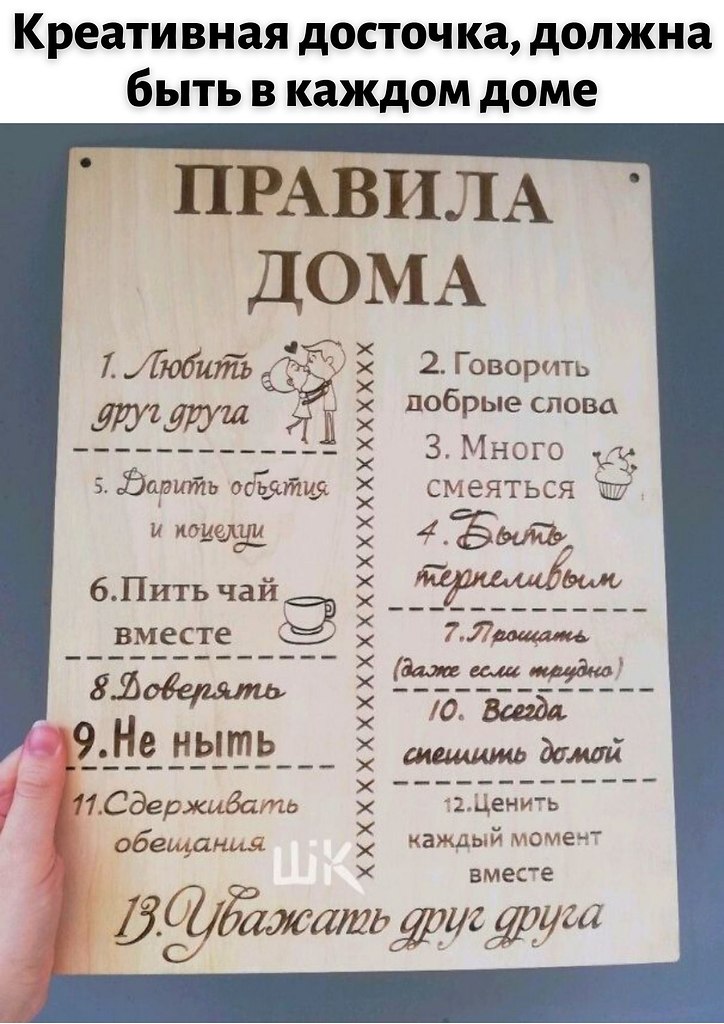 Креативная досточка, должна
быть в каждом доме
ПРАВИЛА
ДОМА
1. Любить
друг друга
2. Говорить
добрые слова
3. Много
смеяться
4. Быть
терпеливым
5. Дарить объятия
и поцелуи
6.Пить чай
вместе
7.Прощать
(даже если трудно)
8.Доверять
9.Не ныть
10. Всегда
спешить домой
11.Сдерживать
обещания
12.Ценить
каждый момент
вместе
13.Уважать друг друга
ШК